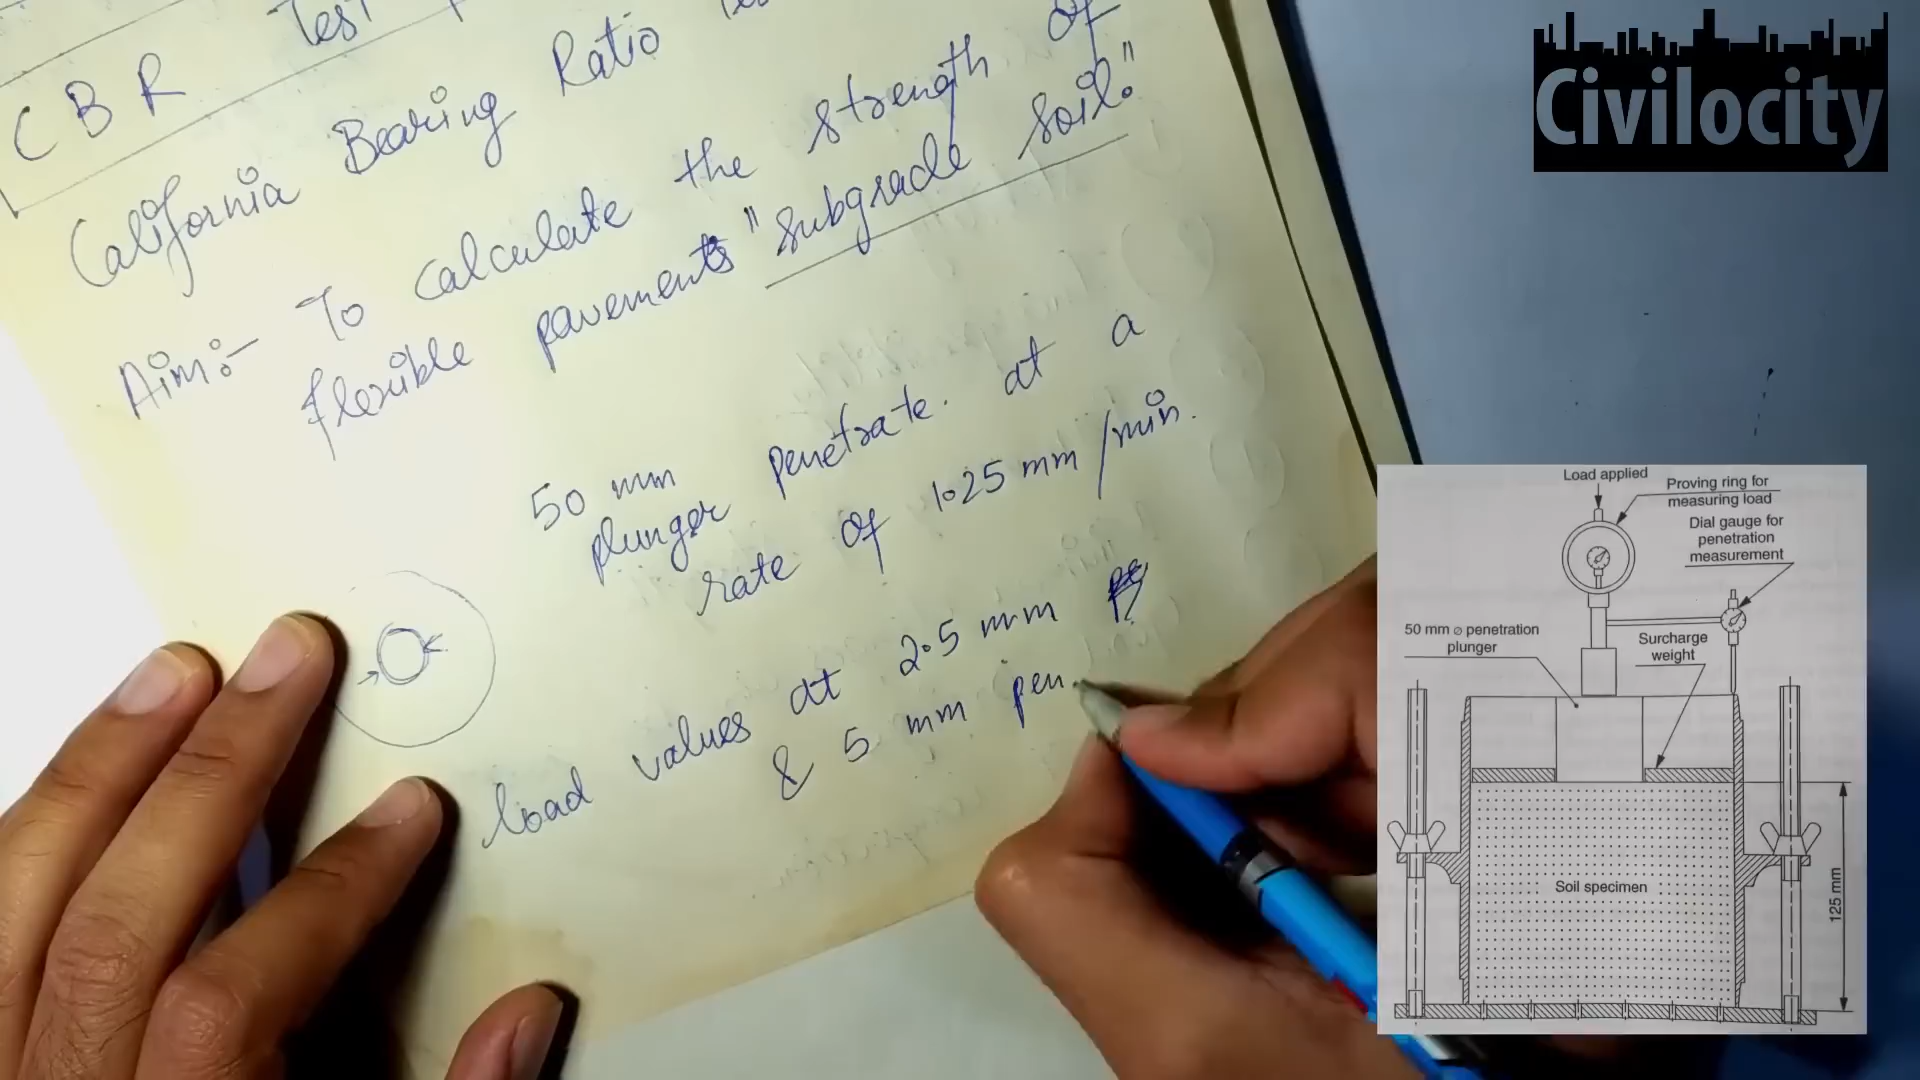 CBR Test
California Bearing Ratio
Aim:- To calculate the strength of
flexible pavements "subgrade soil."
50 mm
plunger penetrate. at a
rate of 1.25 mm/min.
load values at 2.5 mm
& 5 mm pen
Civilocity
Load applied
Proving ring for
measuring load
Dial gauge for
penetration
measurement
50 mm ⌀ penetration
plunger
Surcharge
weight
Soil specimen
125 mm